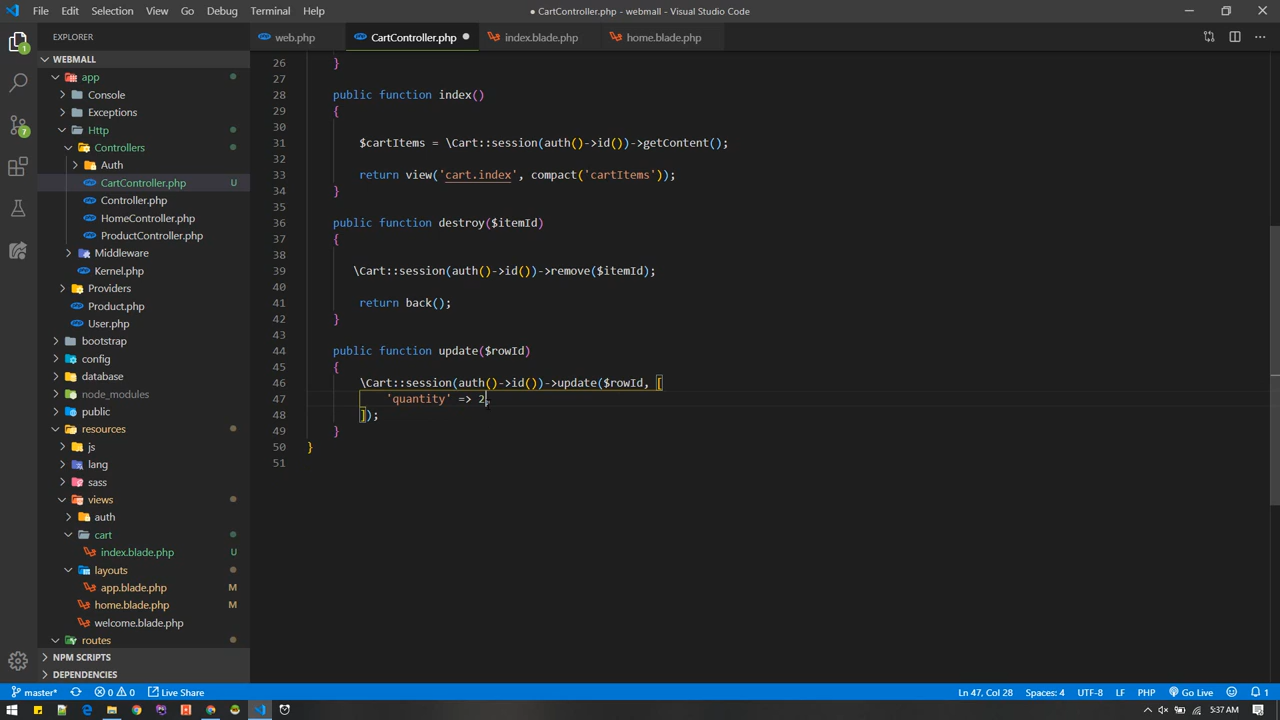 File Edit Selection View Go Debug Terminal Help
● CartController.php - webmall - Visual Studio Code
EXPLORER
web.php
CartController.php ●
index.blade.php
home.blade.php
WEBMALL
app
Console
Exceptions
Http
Controllers
Auth
CartController.php U
Controller.php
HomeController.php
ProductController.php
Middleware
Kernel.php
Providers
Product.php
User.php
bootstrap
config
database
node_modules
public
resources
js
lang
sass
views
auth
cart
index.blade.php U
layouts
app.blade.php M
home.blade.php M
welcome.blade.php
routes
NPM SCRIPTS
DEPENDENCIES
1
7
26 }
27
28 public function index()
29 {
30
31 $cartItems = \Cart::session(auth()->id())->getContent();
32
33 return view('cart.index', compact('cartItems'));
34 }
35
36 public function destroy($itemId)
37 {
38
39 \Cart::session(auth()->id())->remove($itemId);
40
41 return back();
42 }
43
44 public function update($rowId)
45 {
46 \Cart::session(auth()->id())->update($rowId, [
47 'quantity' => 2
48 ]);
49 }
50 }
51
master* 0 0 Live Share
Ln 47, Col 28 Spaces: 4 UTF-8 LF PHP Go Live 1
5:37 AM